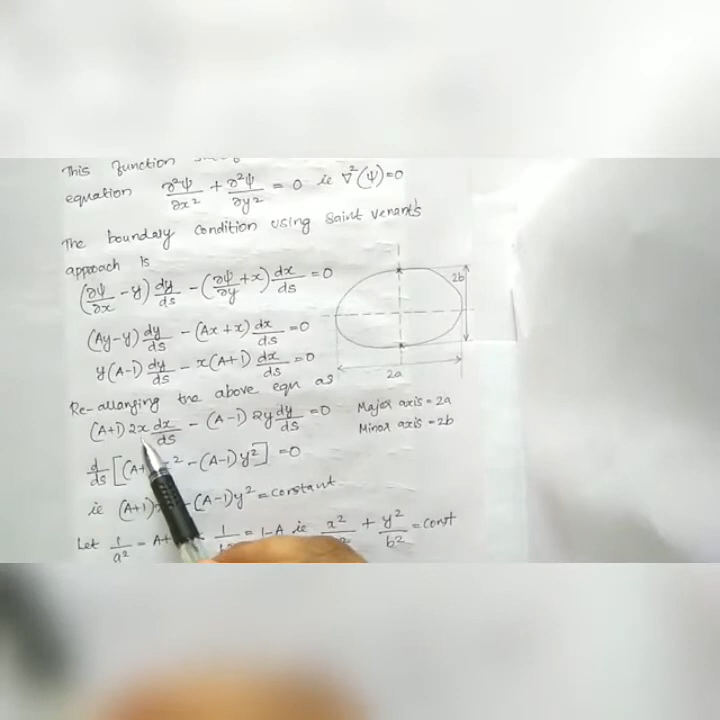 This function
equation ∂²ψ/∂x² + ∂²ψ/∂y² = 0 ie ∇²(ψ)=0
The boundary condition using Saint Venant's
approach is
(∂ψ/∂x - y) dy/ds - (∂ψ/∂y + x) dx/ds = 0
(Ay - y) dy/ds - (Ax + x) dx/ds = 0
y(A-1) dy/ds - x(A+1) dx/ds = 0
2b
2a
Re-arranging the above equn as
(A+1) 2x dx/ds - (A-1) 2y dy/ds = 0
Major axis = 2a
Minor axis = 2b
d/ds [(A+ ² - (A-1) y²] = 0
ie (A+1) - (A-1) y² = constant
Let 1/a² = A+ = 1-A ie x² + y²/b² = const